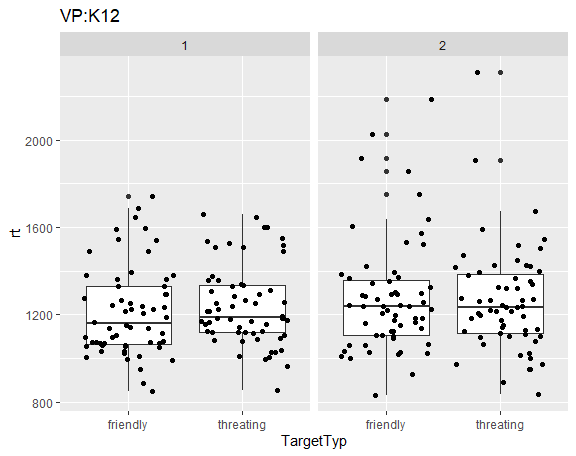 VP:K12
1 2
rt
2000
1600
1200
800
friendly threating friendly threating
TargetTyp